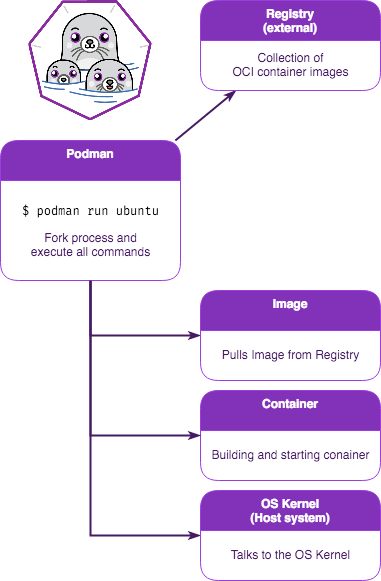 Registry
(external)
Collection of
OCI container images
Podman
$ podman run ubuntu
Fork process and
execute all commands
Image
Pulls Image from Registry
Container
Building and starting conainer
OS Kernel
(Host system)
Talks to the OS Kernel